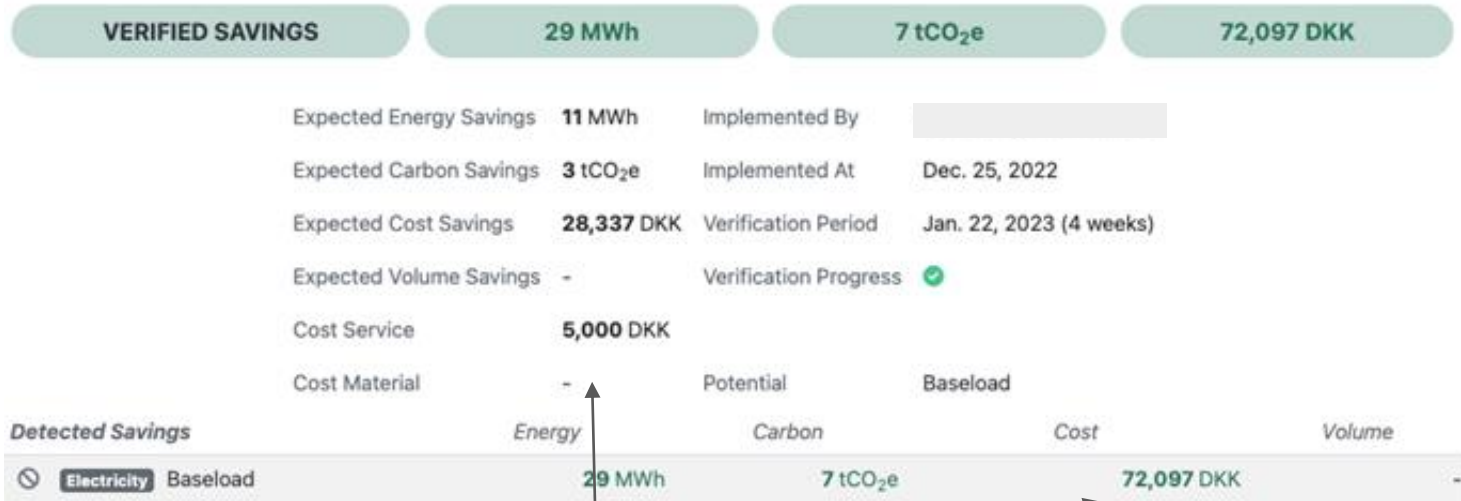 VERIFIED SAVINGS 29 MWh 7 tCO₂e 72,097 DKK
Expected Energy Savings 11 MWh Implemented By
Expected Carbon Savings 3 tCO₂e Implemented At Dec. 25, 2022
Expected Cost Savings 28,337 DKK Verification Period Jan. 22, 2023 (4 weeks)
Expected Volume Savings - Verification Progress
Cost Service 5,000 DKK
Cost Material - Potential Baseload
Detected Savings Energy Carbon Cost Volume
Electricity Baseload 29 MWh 7 tCO₂e 72,097 DKK -